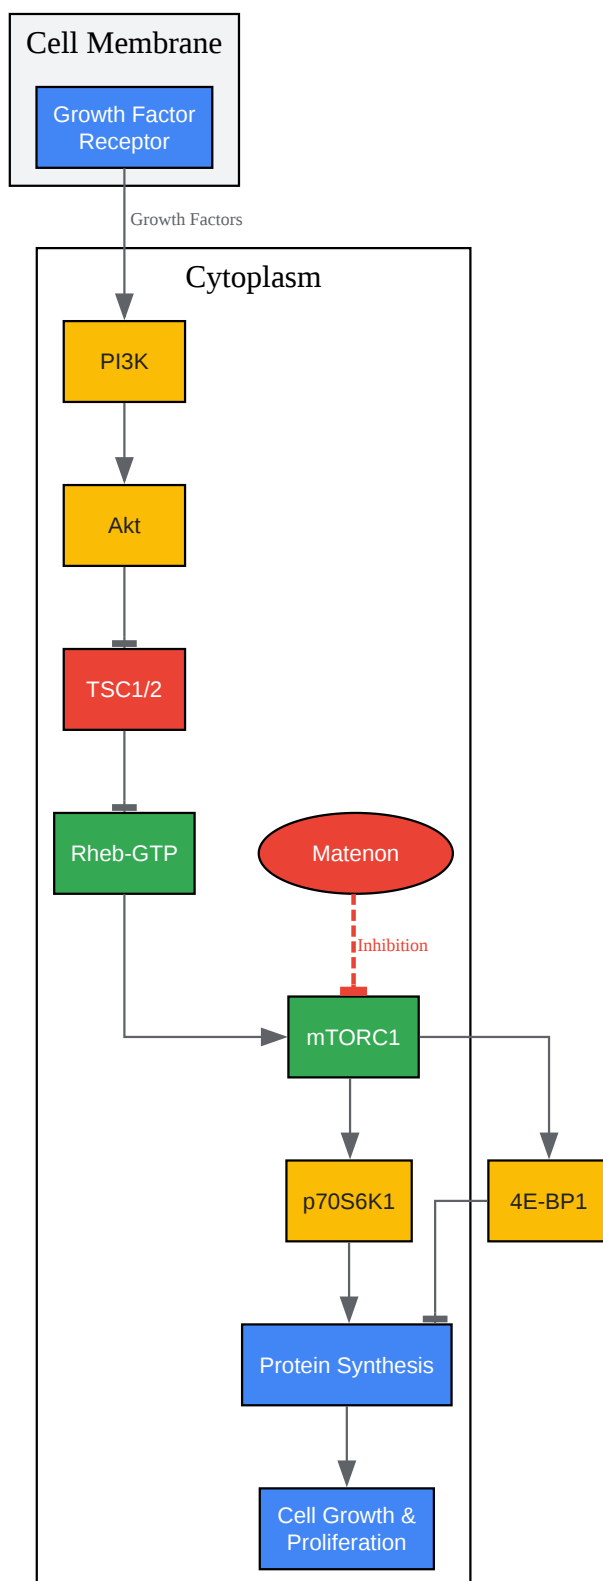 Cell Membrane
Growth Factor
Receptor
Growth Factors
Cytoplasm
PI3K
Akt
TSC1/2
Rheb-GTP
Matenon
Inhibition
mTORC1
p70S6K1
4E-BP1
Protein Synthesis
Cell Growth &
Proliferation